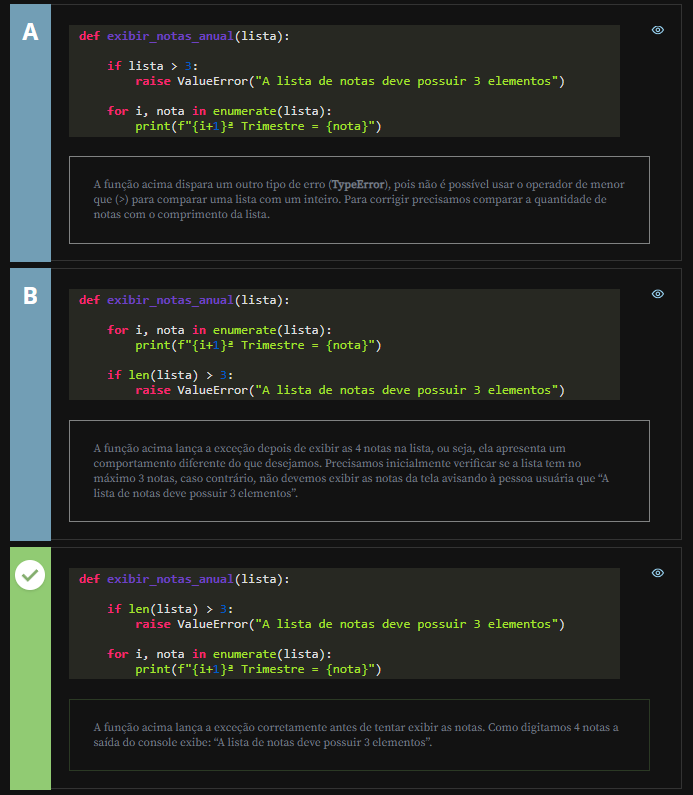 A
def exibir_notas_anual(lista):
if lista > 3:
raise ValueError("A lista de notas deve possuir 3 elementos")
for i, nota in enumerate(lista):
print(f"{i+1}º Trimestre = {nota}")
A função acima dispara um outro tipo de erro (TypeError), pois não é possível usar o operador de menor
que (>) para comparar uma lista com um inteiro. Para corrigir precisamos comparar a quantidade de
notas com o comprimento da lista.
B
def exibir_notas_anual(lista):
for i, nota in enumerate(lista):
print(f"{i+1}º Trimestre = {nota}")
if len(lista) > 3:
raise ValueError("A lista de notas deve possuir 3 elementos")
A função acima lança a exceção depois de exibir as 4 notas na lista, ou seja, ela apresenta um
comportamento diferente do que desejamos. Precisamos inicialmente verificar se a lista tem no
máximo 3 notas, caso contrário, não devemos exibir as notas da tela avisando à pessoa usuária que “A
lista de notas deve possuir 3 elementos”.
def exibir_notas_anual(lista):
if len(lista) > 3:
raise ValueError("A lista de notas deve possuir 3 elementos")
for i, nota in enumerate(lista):
print(f"{i+1}º Trimestre = {nota}")
A função acima lança a exceção corretamente antes de tentar exibir as notas. Como digitamos 4 notas a
saída do console exibe: “A lista de notas deve possuir 3 elementos”.